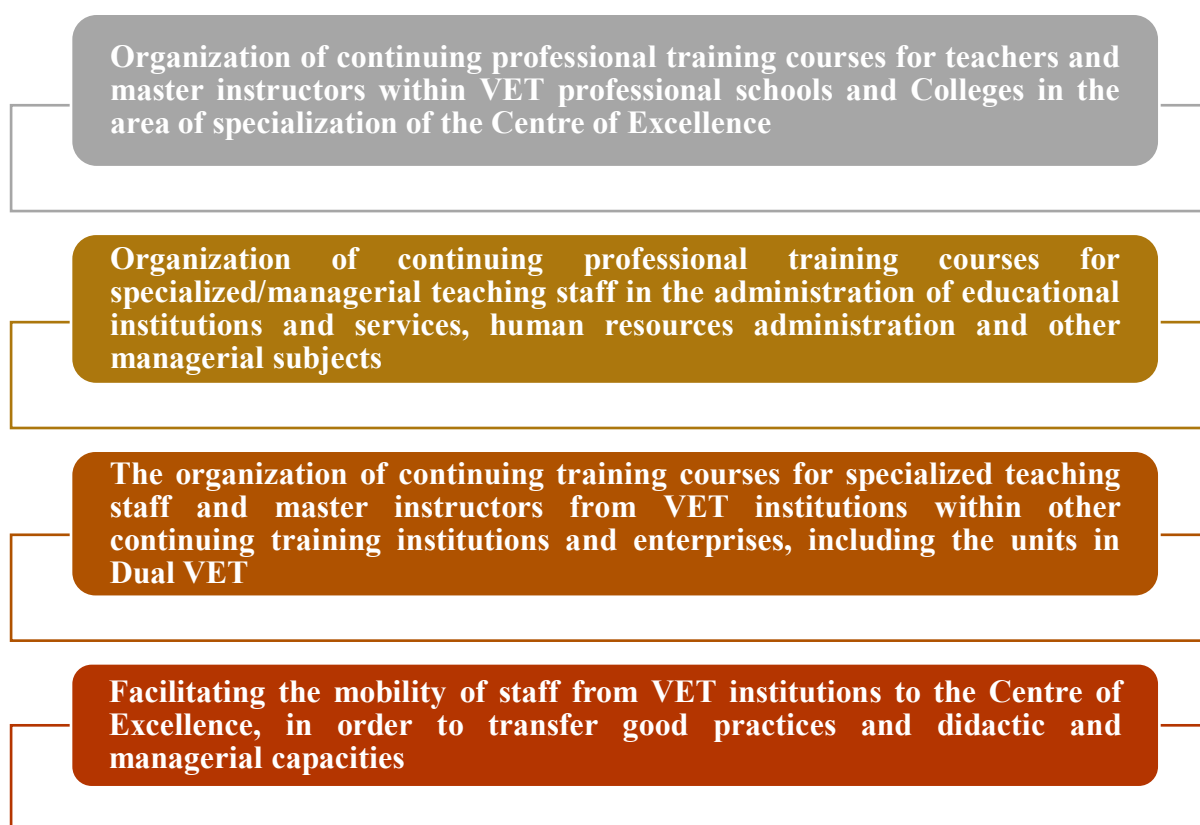 Organization of continuing professional training courses for teachers and
master instructors within VET professional schools and Colleges in the
area of specialization of the Centre of Excellence
Organization of continuing professional training courses for
specialized/managerial teaching staff in the administration of educational
institutions and services, human resources administration and other
managerial subjects
The organization of continuing training courses for specialized teaching
staff and master instructors from VET institutions within other
continuing training institutions and enterprises, including the units in
Dual VET
Facilitating the mobility of staff from VET institutions to the Centre of
Excellence, in order to transfer good practices and didactic and
managerial capacities